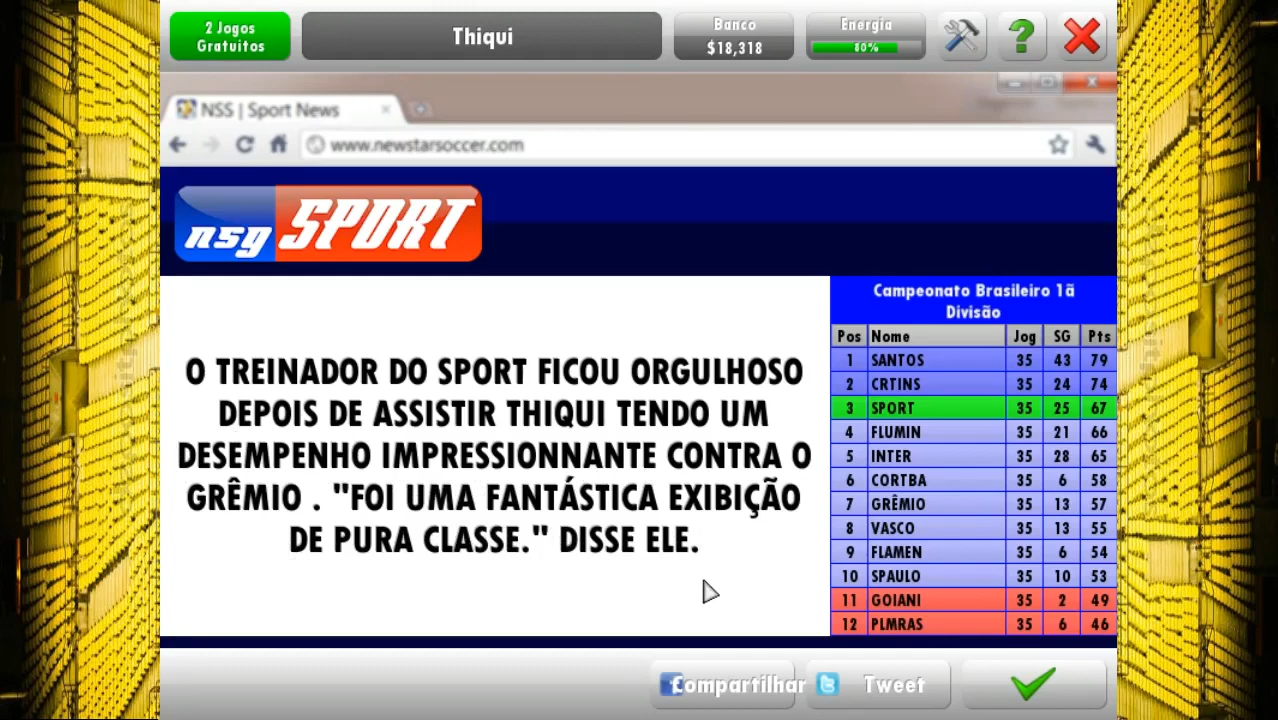 2 Jogos
Gratuitos
Thiqui
Banco
$18,318
Energia
80%
NSS | Sport News
www.newstarsoccer.com
nsg SPORT
O TREINADOR DO SPORT FICOU ORGULHOSO
DEPOIS DE ASSISTIR THIQUI TENDO UM
DESEMPENHO IMPRESSIONNANTE CONTRA O
GRÊMIO . "FOI UMA FANTÁSTICA EXIBIÇÃO
DE PURA CLASSE." DISSE ELE.
Campeonato Brasileiro 1ã
Divisão
Pos Nome Jog SG Pts
1 SANTOS 35 43 79
2 CRTINS 35 24 74
3 SPORT 35 25 67
4 FLUMIN 35 21 66
5 INTER 35 28 65
6 CORTBA 35 6 58
7 GRÊMIO 35 13 57
8 VASCO 35 13 55
9 FLAMEN 35 6 54
10 SPAULO 35 10 53
11 GOIANI 35 2 49
12 PLMRAS 35 6 46
Compartilhar
Tweet